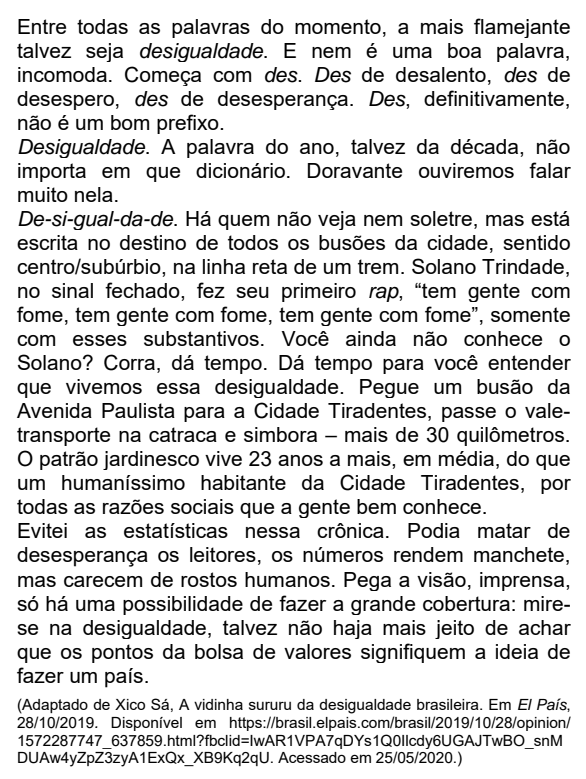 Entre todas as palavras do momento, a mais flamejante
talvez seja desigualdade. E nem é uma boa palavra,
incomoda. Começa com des. Des de desalento, des de
desespero, des de desesperança. Des, definitivamente,
não é um bom prefixo.
Desigualdade. A palavra do ano, talvez da década, não
importa em que dicionário. Doravante ouviremos falar
muito nela.
De-si-gual-da-de. Há quem não veja nem soletre, mas está
escrita no destino de todos os busões da cidade, sentido
centro/subúrbio, na linha reta de um trem. Solano Trindade,
no sinal fechado, fez seu primeiro rap, “tem gente com
fome, tem gente com fome, tem gente com fome”, somente
com esses substantivos. Você ainda não conhece o
Solano? Corra, dá tempo. Dá tempo para você entender
que vivemos essa desigualdade. Pegue um busão da
Avenida Paulista para a Cidade Tiradentes, passe o vale-
transporte na catraca e simbora – mais de 30 quilômetros.
O patrão jardinesco vive 23 anos a mais, em média, do que
um humaníssimo habitante da Cidade Tiradentes, por
todas as razões sociais que a gente bem conhece.
Evitei as estatísticas nessa crônica. Podia matar de
desesperança os leitores, os números rendem manchete,
mas carecem de rostos humanos. Pega a visão, imprensa,
só há uma possibilidade de fazer a grande cobertura: mire-
se na desigualdade, talvez não haja mais jeito de achar
que os pontos da bolsa de valores signifiquem a ideia de
fazer um país.
(Adaptado de Xico Sá, A vidinha sururu da desigualdade brasileira. Em El País,
28/10/2019. Disponível em https://brasil.elpais.com/brasil/2019/10/28/opinion/
1572287747_637859.html?fbclid=IwAR1VPA7qDYs1Q0Ilcdy6UGAJTwBO_snM
DUAw4yZpZ3zyA1ExQx_XB9Kq2qU. Acessado em 25/05/2020.)